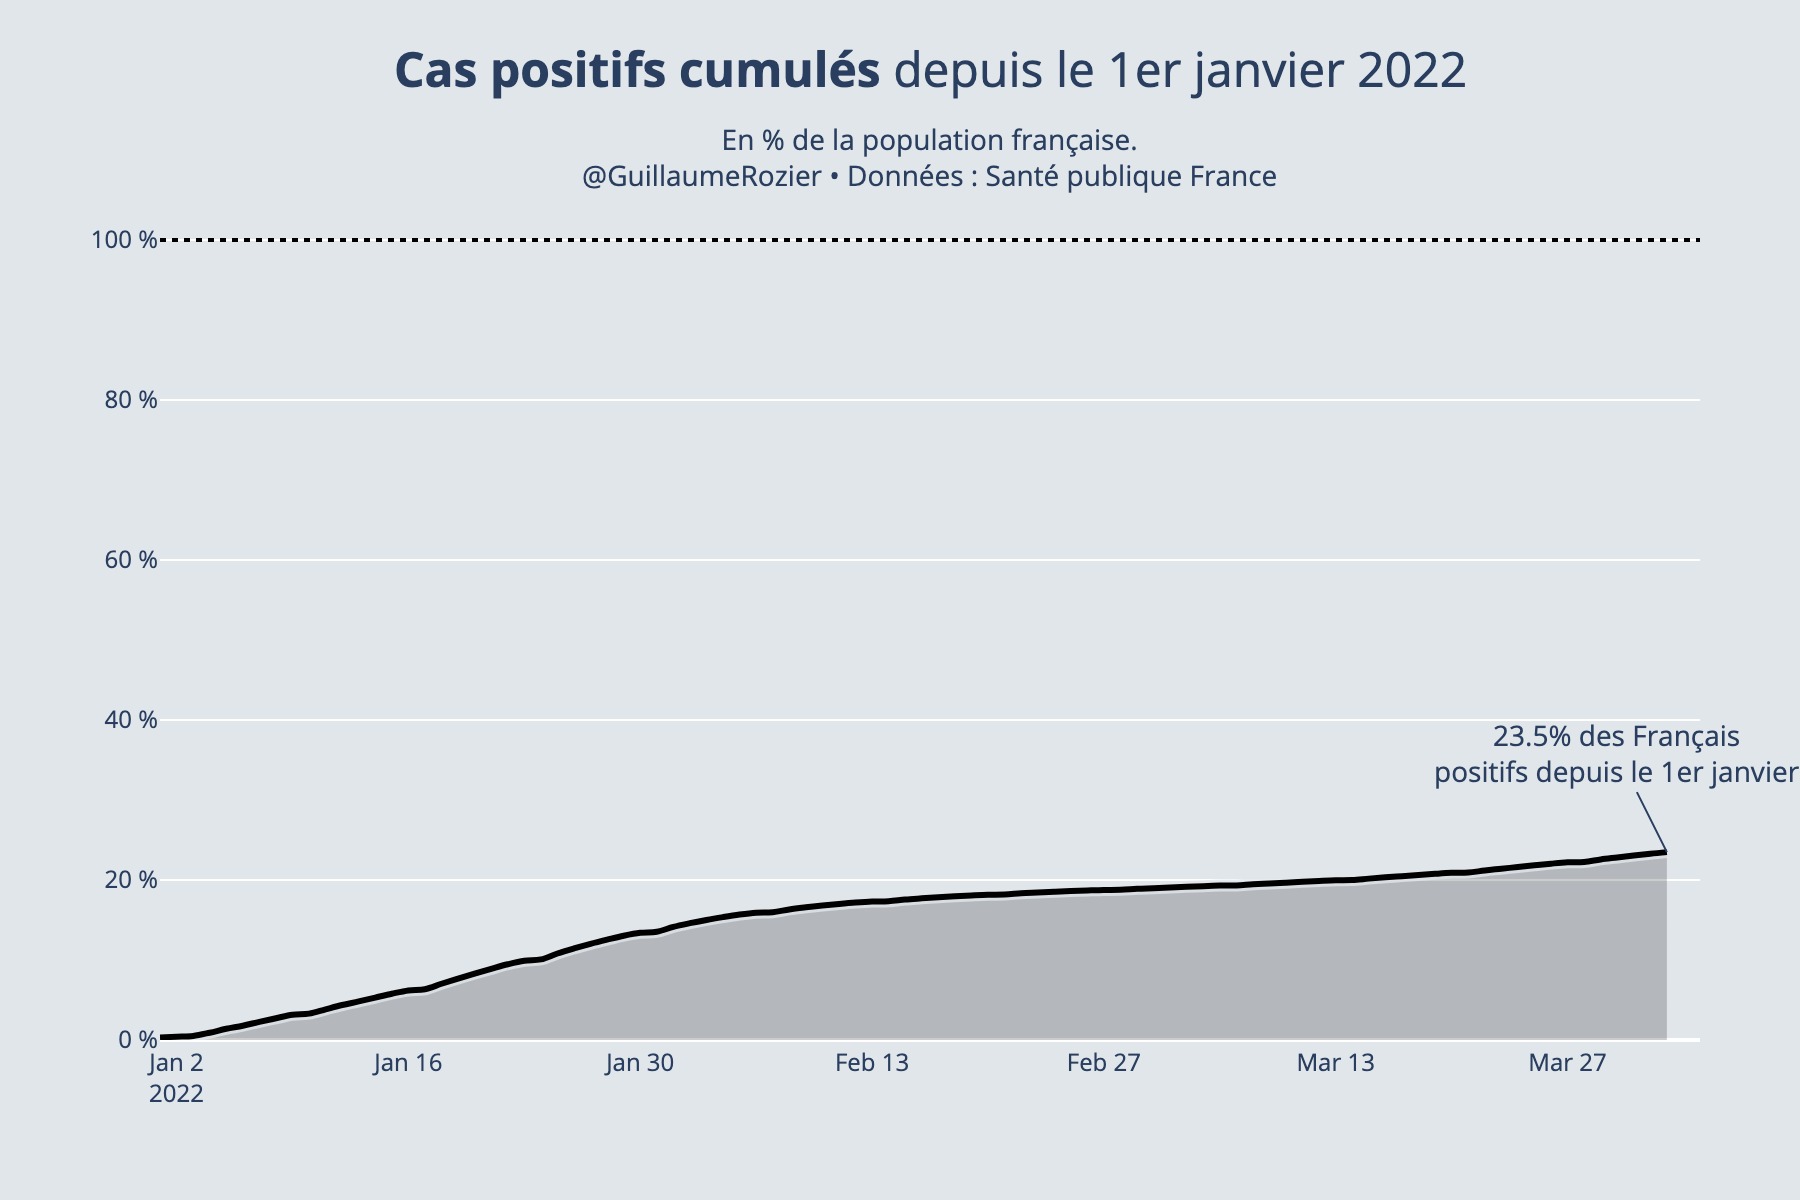 Cas positifs cumulés depuis le 1er janvier 2022
En % de la population française.
@GuillaumeRozier • Données : Santé publique France
100 %
80 %
60 %
40 %
23.5% des Français
positifs depuis le 1er janvier
20 %
0 %
Jan 2 Jan 16 Jan 30 Feb 13 Feb 27 Mar 13 Mar 27
2022